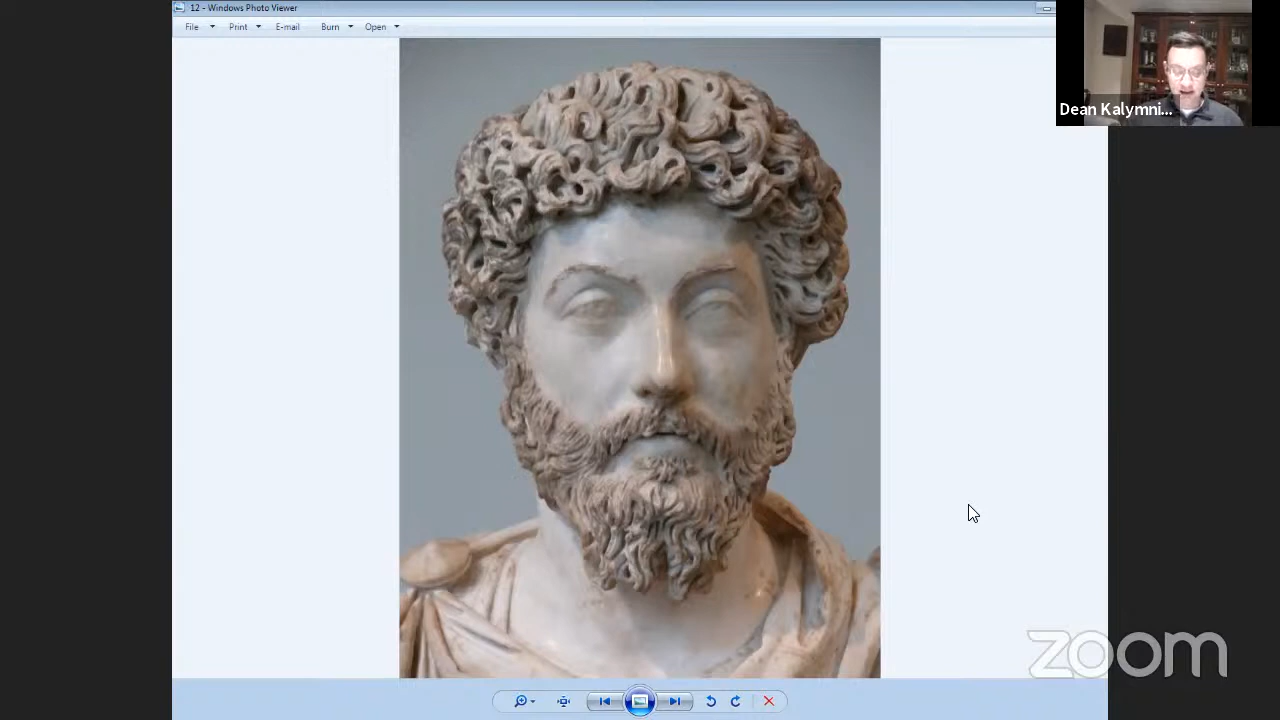 12 - Windows Photo Viewer
File Print E-mail Burn Open
Dean Kalymni...
zoom